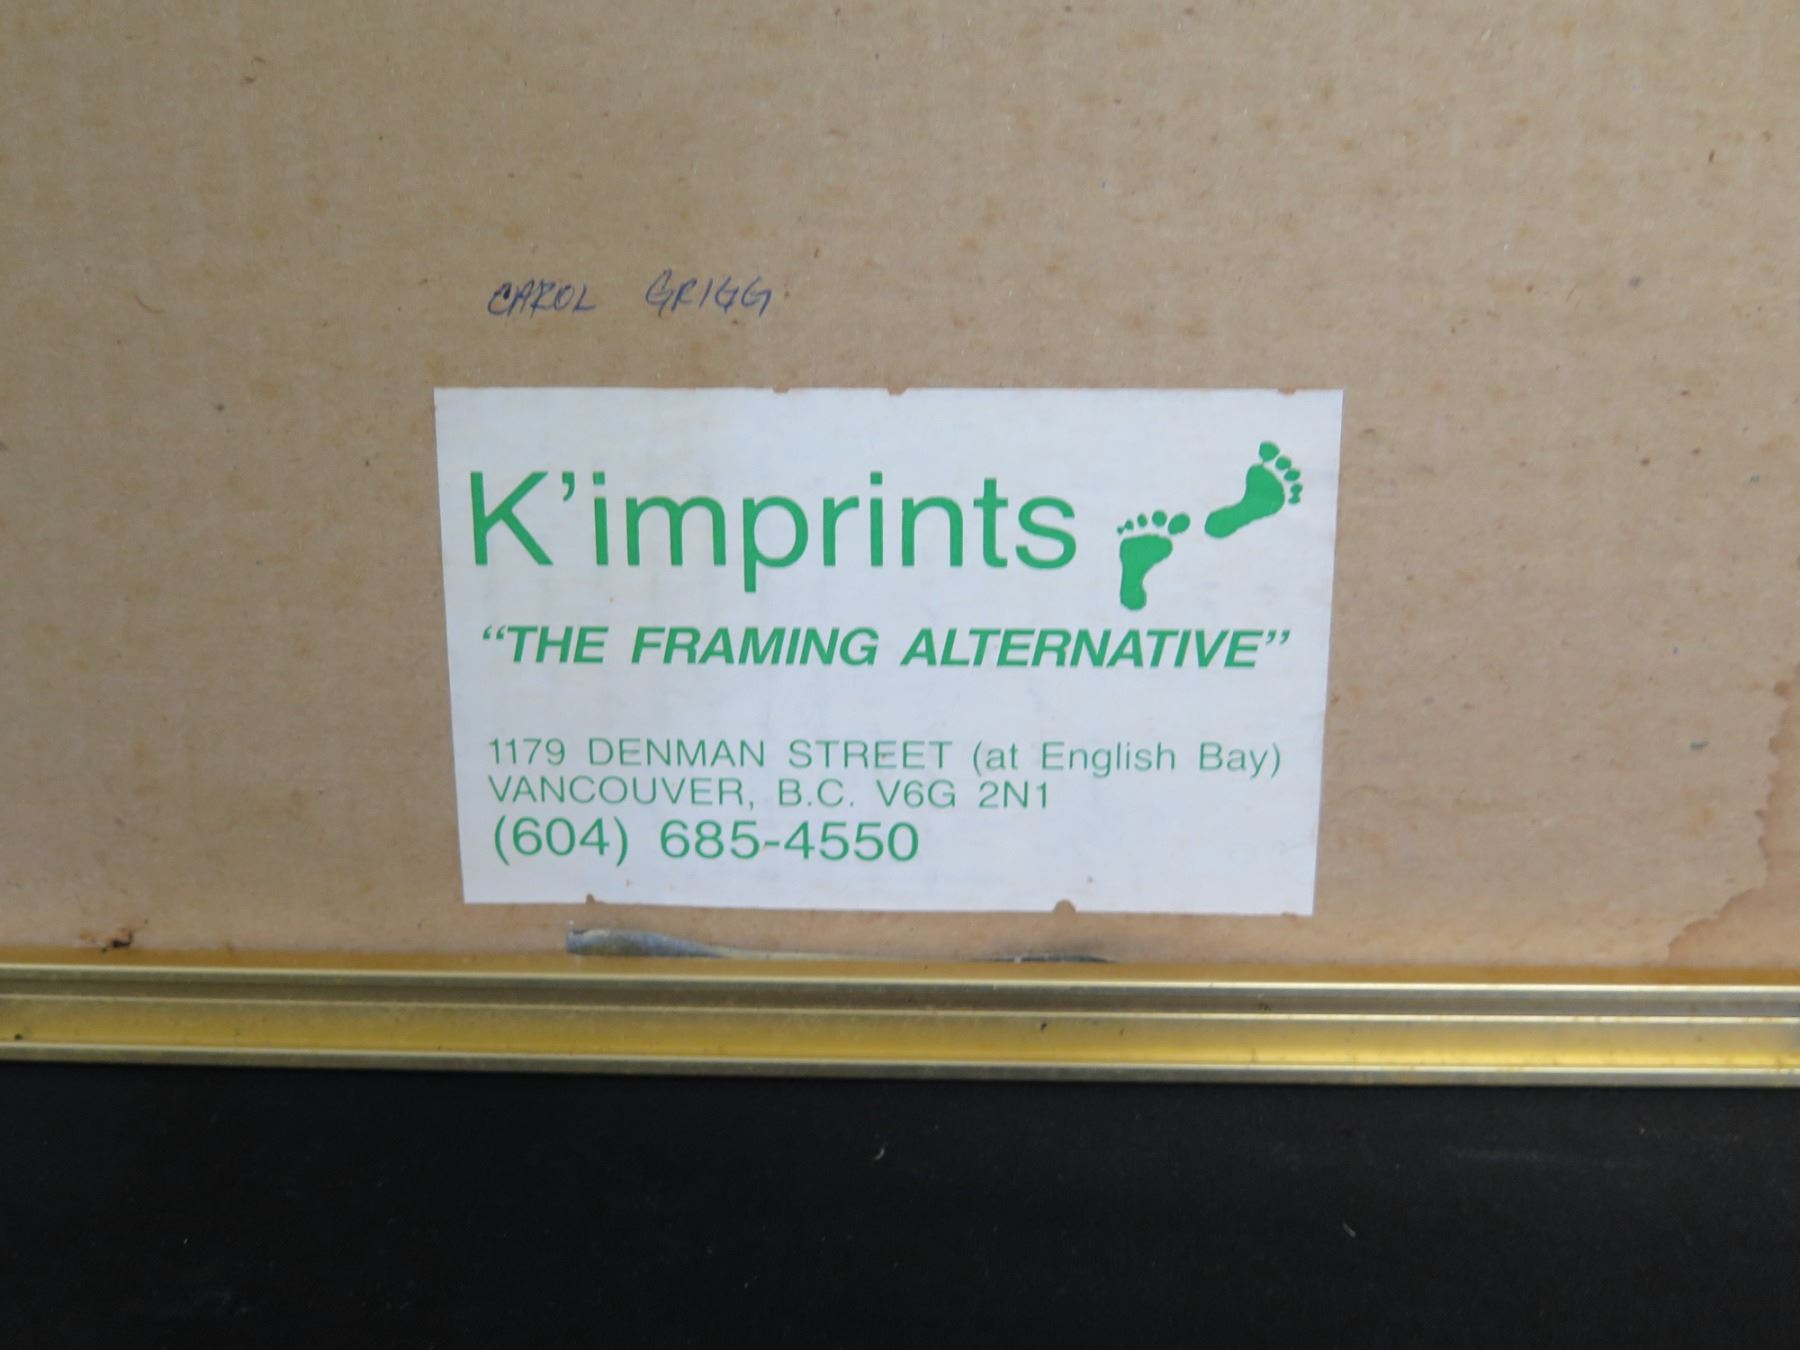 CAROL GRIGG
K'imprints
“THE FRAMING ALTERNATIVE”
1179 DENMAN STREET (at English Bay)
VANCOUVER, B.C. V6G 2N1
(604) 685-4550